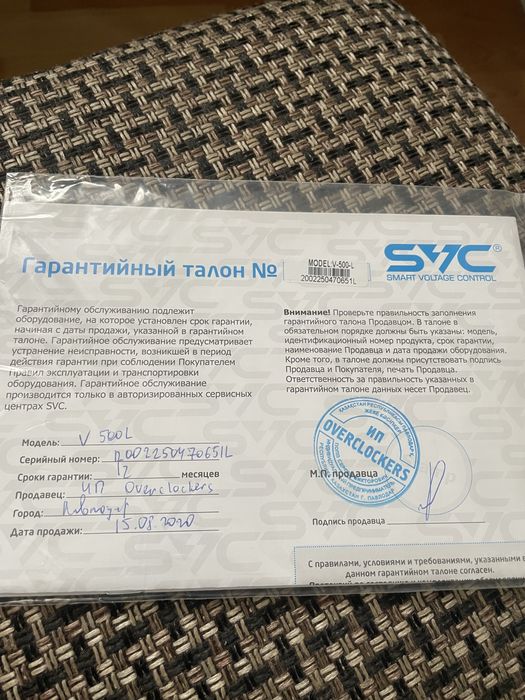 SVC®
SMART VOLTAGE CONTROL
Гарантийный талон №
MODEL:V-500-L
2002250470651L
Гарантийному обслуживанию подлежит
оборудование, на которое установлен срок гарантии,
начиная с даты продажи, указанной в гарантийном
талоне. Гарантийное обслуживание предусматривает
устранение неисправности, возникшей в период
действия гарантии при соблюдении Покупателем
Правил эксплуатации и транспортировки
оборудования. Гарантийное обслуживание
производится только в авторизированных сервисных
центрах SVC.
Внимание! Проверьте правильность заполнения
гарантийного талона Продавцом. В талоне в
обязательном порядке должны быть указаны: модель,
идентификационный номер продукта, срок гарантии,
наименование Продавца и дата продажи оборудования.
Кроме того, в талоне должны присутствовать подпись
Продавца и Покупателя, печать Продавца.
Ответственность за правильность указанных в
гарантийном талоне данных несет Продавец.
Модель: V 500L
Серийный номер: 2002250470651L
Сроки гарантии: 12 месяцев
Продавец: ИП Overclockers
Город: Павлодар
Дата продажи: 15.08 2020
ИП
OVERCLOCKERS
М.П. продавца
Подпись продавца
С правилами, условиями и требованиями, указанными в
данном гарантийном талоне согласен.